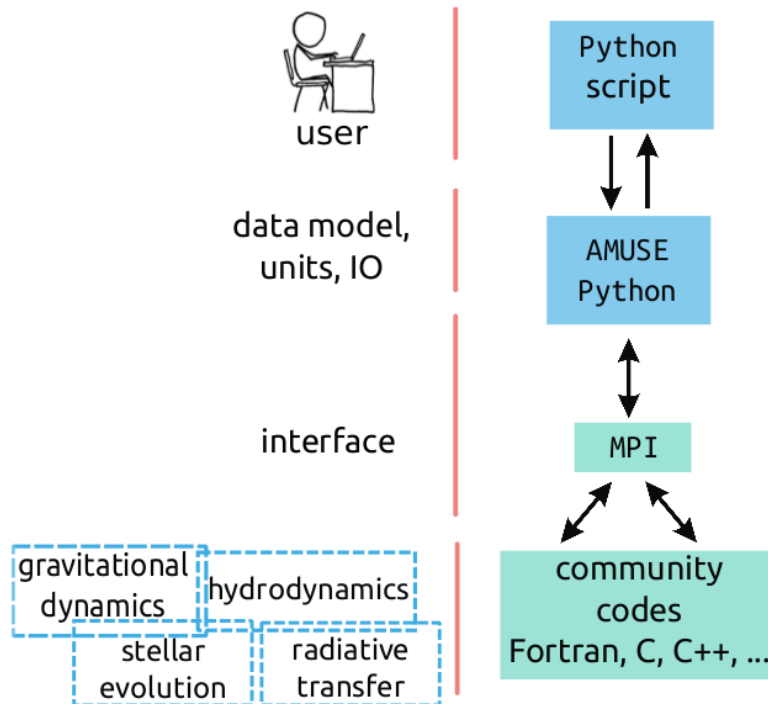 user
Python
script
data model,
units, IO
AMUSE
Python
interface
MPI
gravitational
dynamics
hydrodynamics
stellar
evolution
radiative
transfer
community
codes
Fortran, C, C++, ...